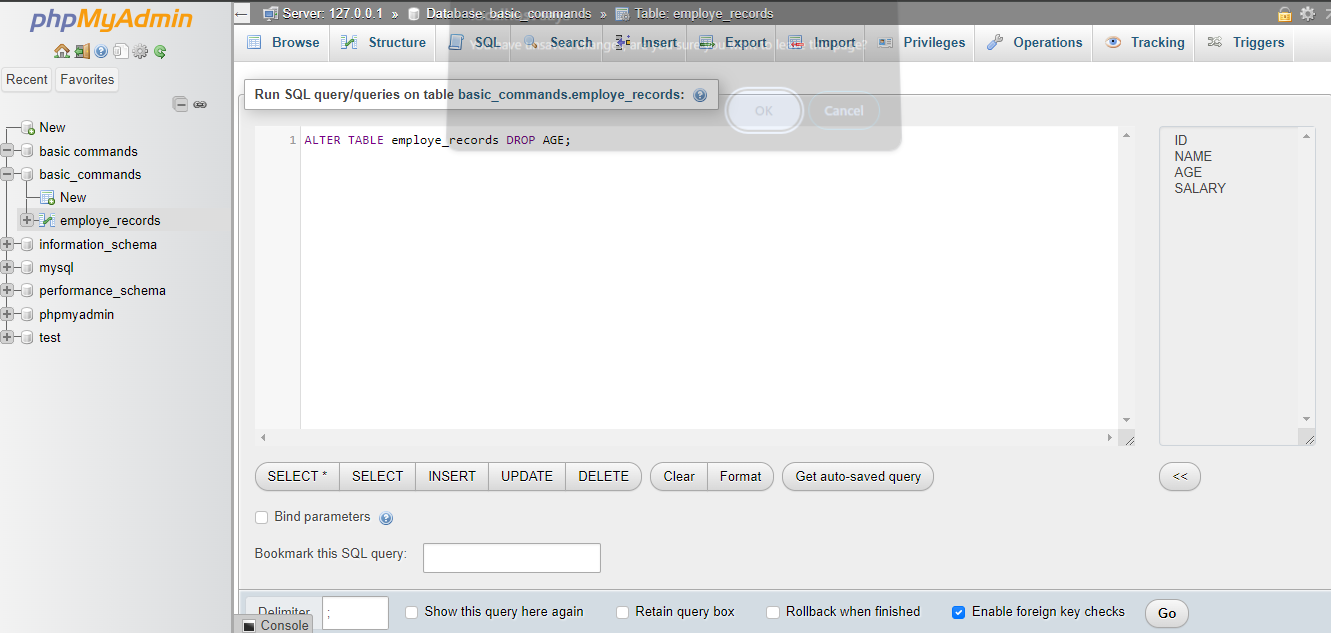 phpMyAdmin
Server: 127.0.0.1 » Database: basic_commands » Table: employe_records
Browse Structure SQL Search Insert Export Import Privileges Operations Tracking Triggers
Recent Favorites
Run SQL query/queries on table basic_commands.employe_records:
OK Cancel
1 ALTER TABLE employe_records DROP AGE;
ID
NAME
AGE
SALARY
New
basic commands
basic_commands
New
employe_records
information_schema
mysql
performance_schema
phpmyadmin
test
SELECT * SELECT INSERT UPDATE DELETE Clear Format Get auto-saved query <<
Bind parameters
Bookmark this SQL query:
Delimiter ; Show this query here again Retain query box Rollback when finished Enable foreign key checks Go
Console